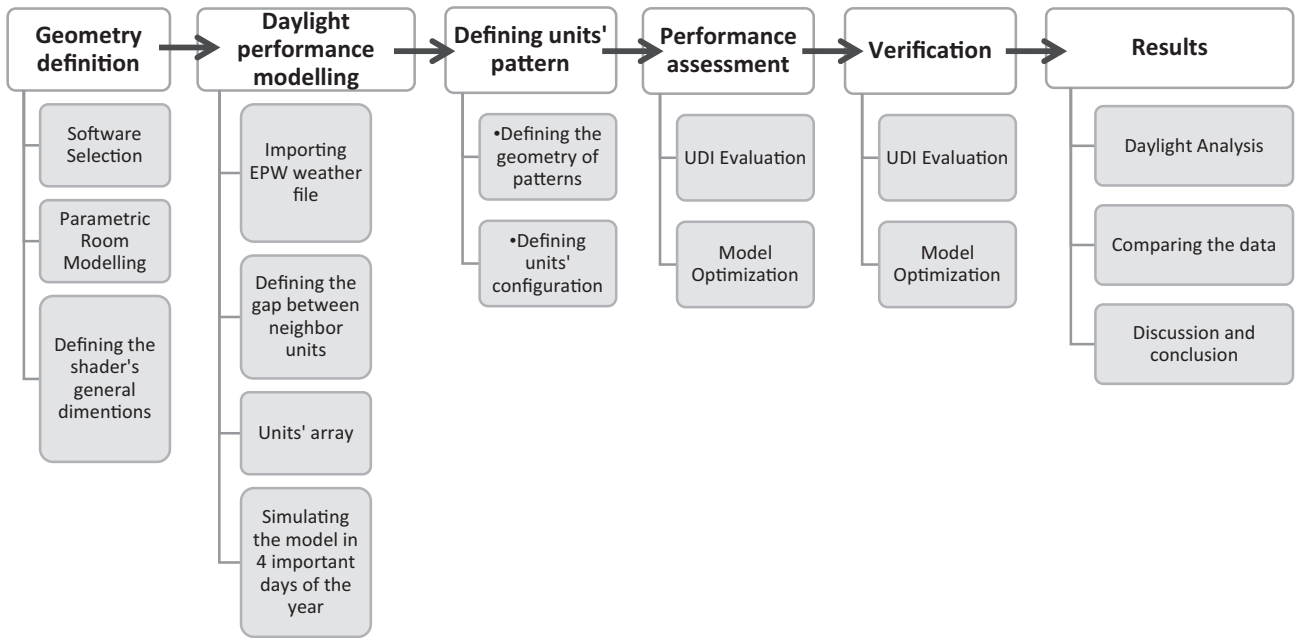 Geometry
definition
Software
Selection
Parametric
Room
Modelling
Defining the
shader's
general
dimentions
Daylight
performance
modelling
Importing
EPW weather
file
Defining the
gap between
neighbor
units
Units' array
Simulating
the model in
4 important
days of the
year
Defining units'
pattern
•Defining the
geometry of
patterns
•Defining
units'
configuration
Performance
assessment
UDI Evaluation
Model
Optimization
Verification
UDI Evaluation
Model
Optimization
Results
Daylight Analysis
Comparing the data
Discussion and
conclusion